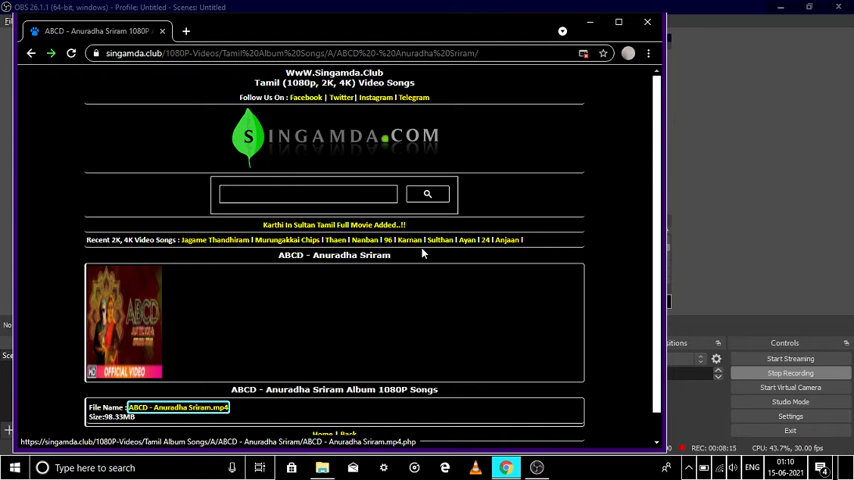 OBS 26.1.1 (64-bit, windows) - Profile: Untitled - Scenes: Untitled
ABCD - Anuradha Sriram 1080P
singamda.club/1080P-Videos/Tamil%20Album%20Songs/A/ABCD%20-%20Anuradha%20Sriram/
WwW.Singamda.Club
Tamil (1080p, 2K, 4K) Video Songs
Follow Us On : Facebook | Twitter| Instagram l Telegram
SINGAMDA.COM
Karthi In Sultan Tamil Full Movie Added..!!
Recent 2K, 4K Video Songs : Jagame Thandhiram l Murungakkai Chips l Thaen l Nanban l 96 l Karnan l Sulthan l Ayan l 24 l Anjaan l
ABCD - Anuradha Sriram
ABCD
OFFICIAL VIDEO
ABCD - Anuradha Sriram Album 1080P Songs
File Name : ABCD - Anuradha Sriram.mp4
Size:98.33MB
Home | Back
https://singamda.club/1080P-Videos/Tamil Album Songs/A/ABCD - Anuradha Sriram/ABCD - Anuradha Sriram.mp4.php
No
Sce
sitions
Controls
Start Streaming
Stop Recording
Start Virtual Camera
Studio Mode
Settings
Exit
REC: 00:08:15
CPU: 43.7%, 30.00 fps
Type here to search
ENG
01:10
15-06-2021
4